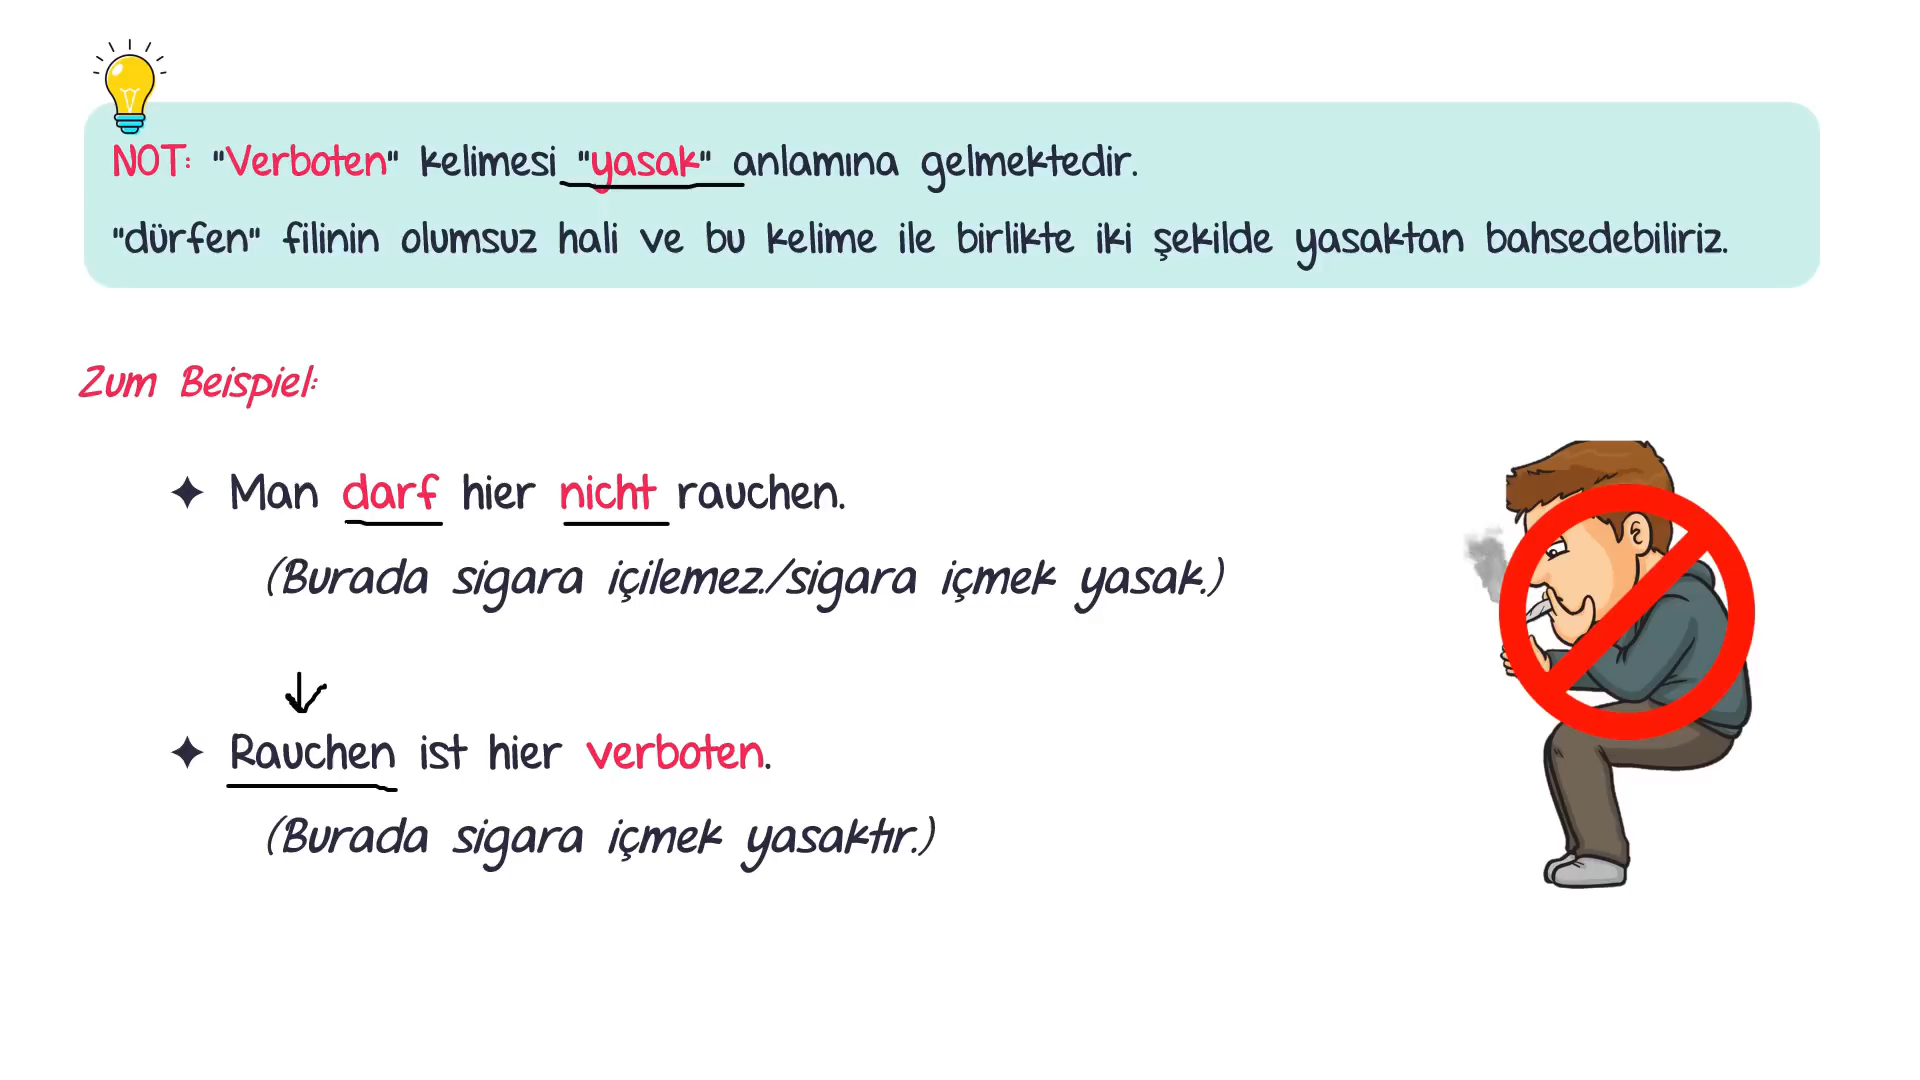 NOT: "Verboten" kelimesi "yasak" anlamına gelmektedir.
"dürfen" filinin olumsuz hali ve bu kelime ile birlikte iki şekilde yasaktan bahsedebiliriz.
Zum Beispiel:
✦ Man darf hier nicht rauchen.
(Burada sigara içilemez./sigara içmek yasak.)
✦ Rauchen ist hier verboten.
(Burada sigara içmek yasaktır.)